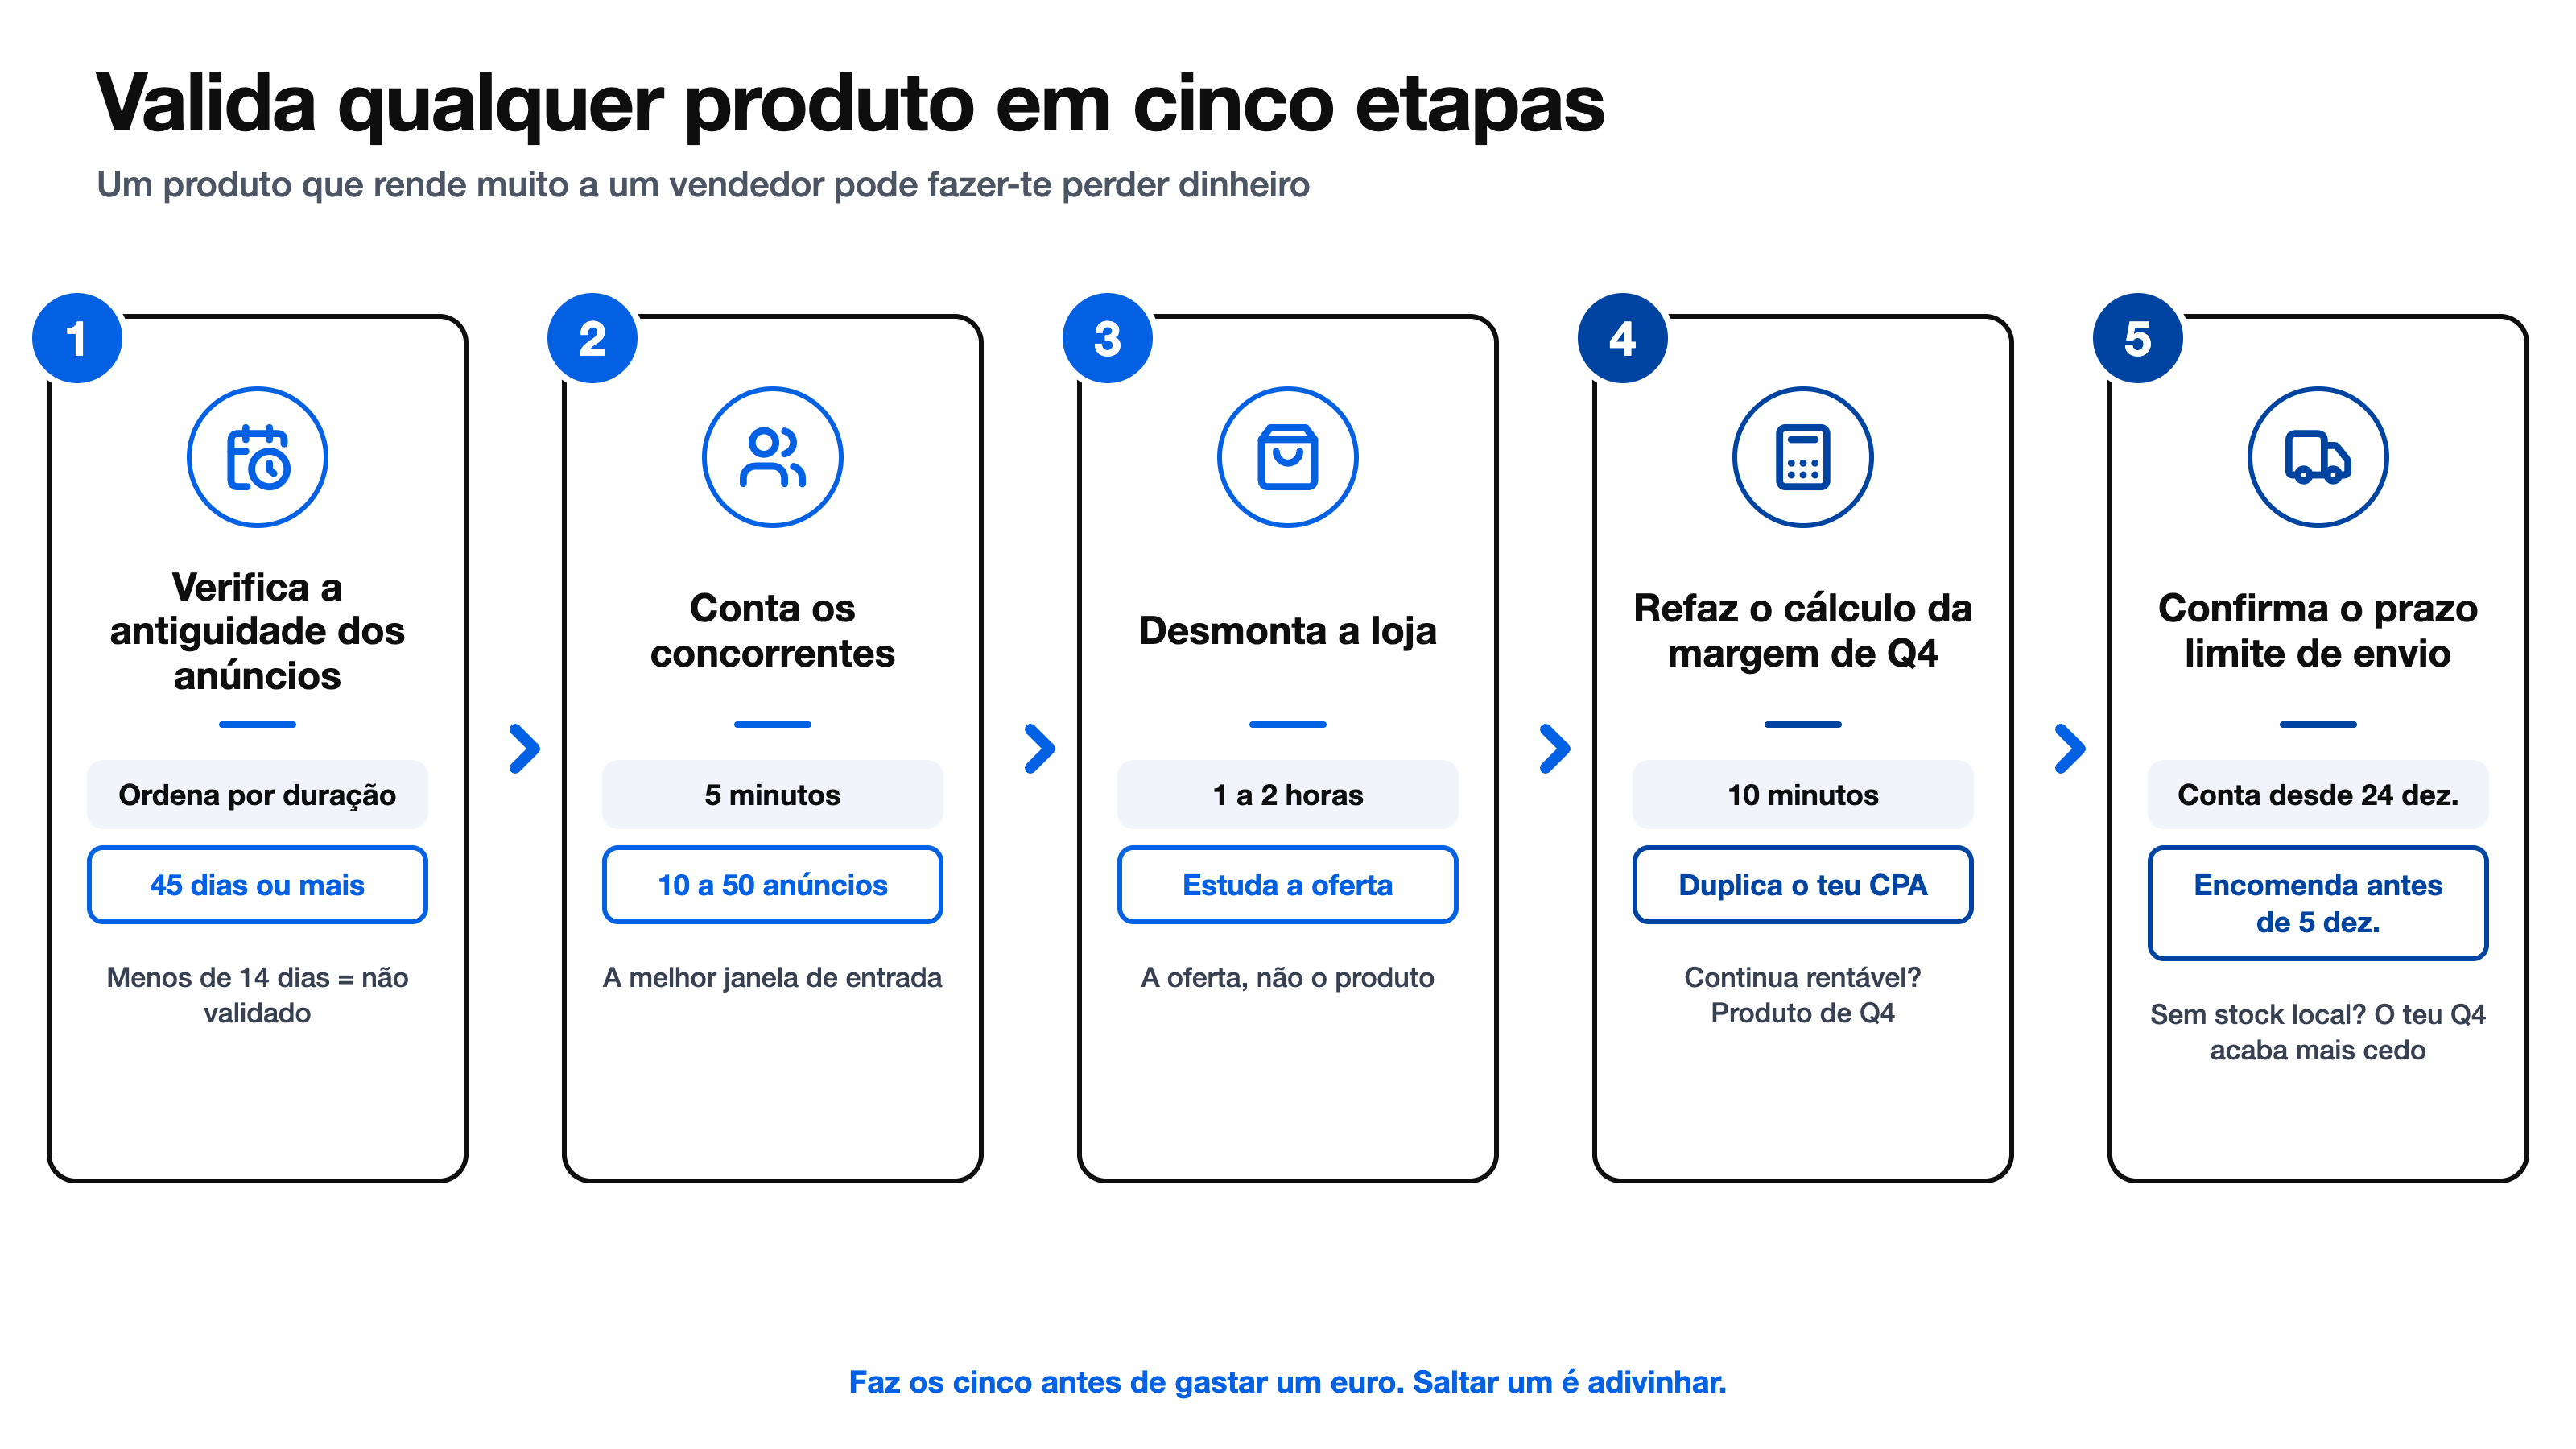 Valida qualquer produto em cinco etapas
Um produto que rende muito a um vendedor pode fazer-te perder dinheiro
1
Verifica a
antiguidade dos
anúncios
Ordena por duração
45 dias ou mais
Menos de 14 dias = não
validado
2
Conta os
concorrentes
5 minutos
10 a 50 anúncios
A melhor janela de entrada
3
Desmonta a loja
1 a 2 horas
Estuda a oferta
A oferta, não o produto
4
Refaz o cálculo da
margem de Q4
10 minutos
Duplica o teu CPA
Continua rentável?
Produto de Q4
5
Confirma o prazo
limite de envio
Conta desde 24 dez.
Encomenda antes
de 5 dez.
Sem stock local? O teu Q4
acaba mais cedo
Faz os cinco antes de gastar um euro. Saltar um é adivinhar.